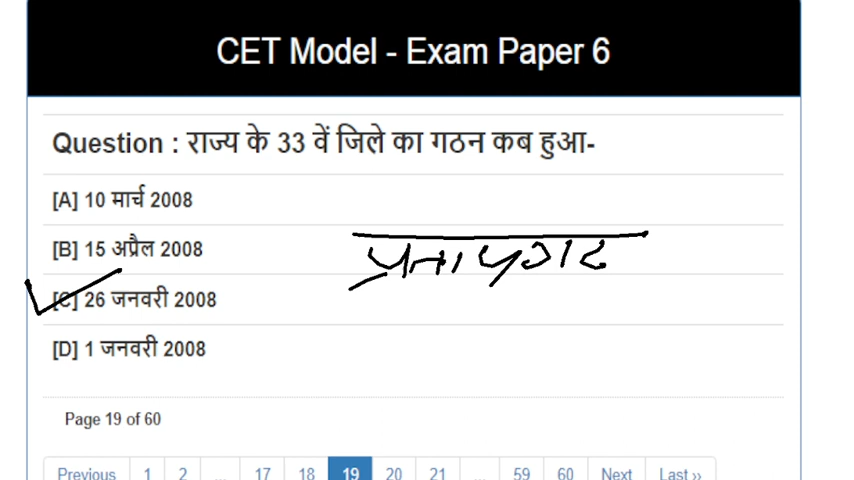 CET Model - Exam Paper 6
Question : राज्य के 33 वें जिले का गठन कब हुआ-
[A] 10 मार्च 2008
[B] 15 अप्रैल 2008
प्रतापगढ
[C] 26 जनवरी 2008
[D] 1 जनवरी 2008
Page 19 of 60
Previous 1 2 ... 17 18 19 20 21 ... 59 60 Next Last ››